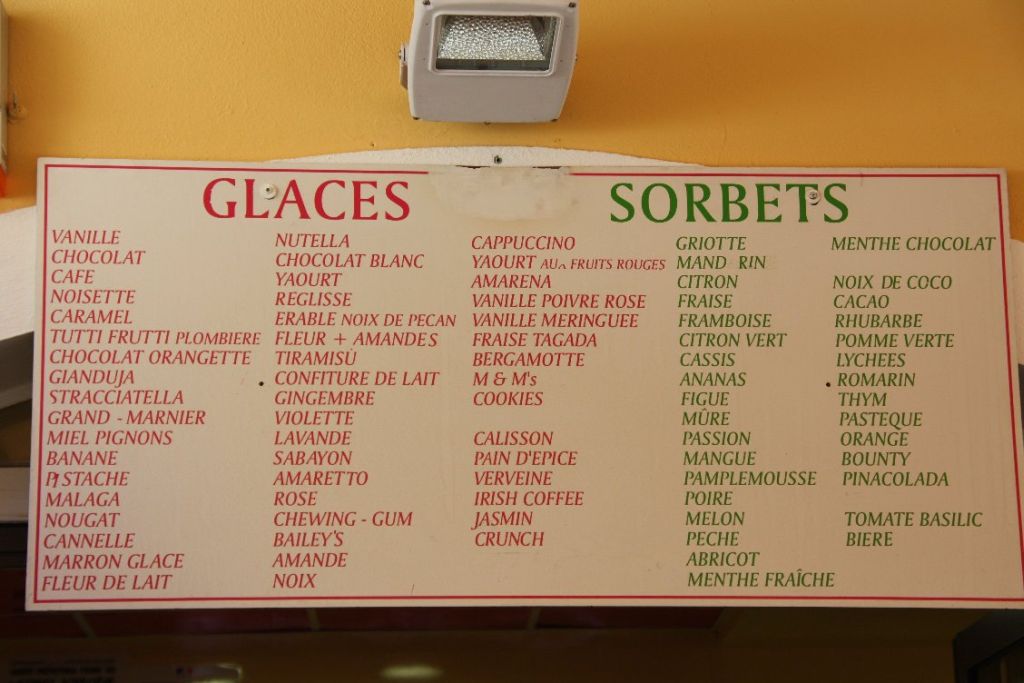 GLACES
VANILLE
CHOCOLAT
CAFE
NOISETTE
CARAMEL
TUTTI FRUTTI PLOMBIERE
CHOCOLAT ORANGETTE
GIANDUJA
STRACCIATELLA
GRAND - MARNIER
MIEL PIGNONS
BANANE
PISTACHE
MALAGA
NOUGAT
CANNELLE
MARRON GLACE
FLEUR DE LAIT
NUTELLA
CHOCOLAT BLANC
YAOURT
REGLISSE
ERABLE NOIX DE PECAN
FLEUR + AMANDES
TIRAMISÙ
CONFITURE DE LAIT
GINGEMBRE
VIOLETTE
LAVANDE
SABAYON
AMARETTO
ROSE
CHEWING - GUM
BAILEY'S
AMANDE
NOIX
CAPPUCCINO
YAOURT AUX FRUITS ROUGES
AMARENA
VANILLE POIVRE ROSE
VANILLE MERINGUEE
FRAISE TAGADA
BERGAMOTTE
M & M's
COOKIES
CALISSON
PAIN D'EPICE
VERVEINE
IRISH COFFEE
JASMIN
CRUNCH
SORBETS
GRIOTTE
MAND RIN
CITRON
FRAISE
FRAMBOISE
CITRON VERT
CASSIS
ANANAS
FIGUE
MÛRE
PASSION
MANGUE
PAMPLEMOUSSE
POIRE
MELON
PECHE
ABRICOT
MENTHE FRAÎCHE
MENTHE CHOCOLAT
NOIX DE COCO
CACAO
RHUBARBE
POMME VERTE
LYCHEES
ROMARIN
THYM
PASTEQUE
ORANGE
BOUNTY
PINACOLADA
TOMATE BASILIC
BIERE